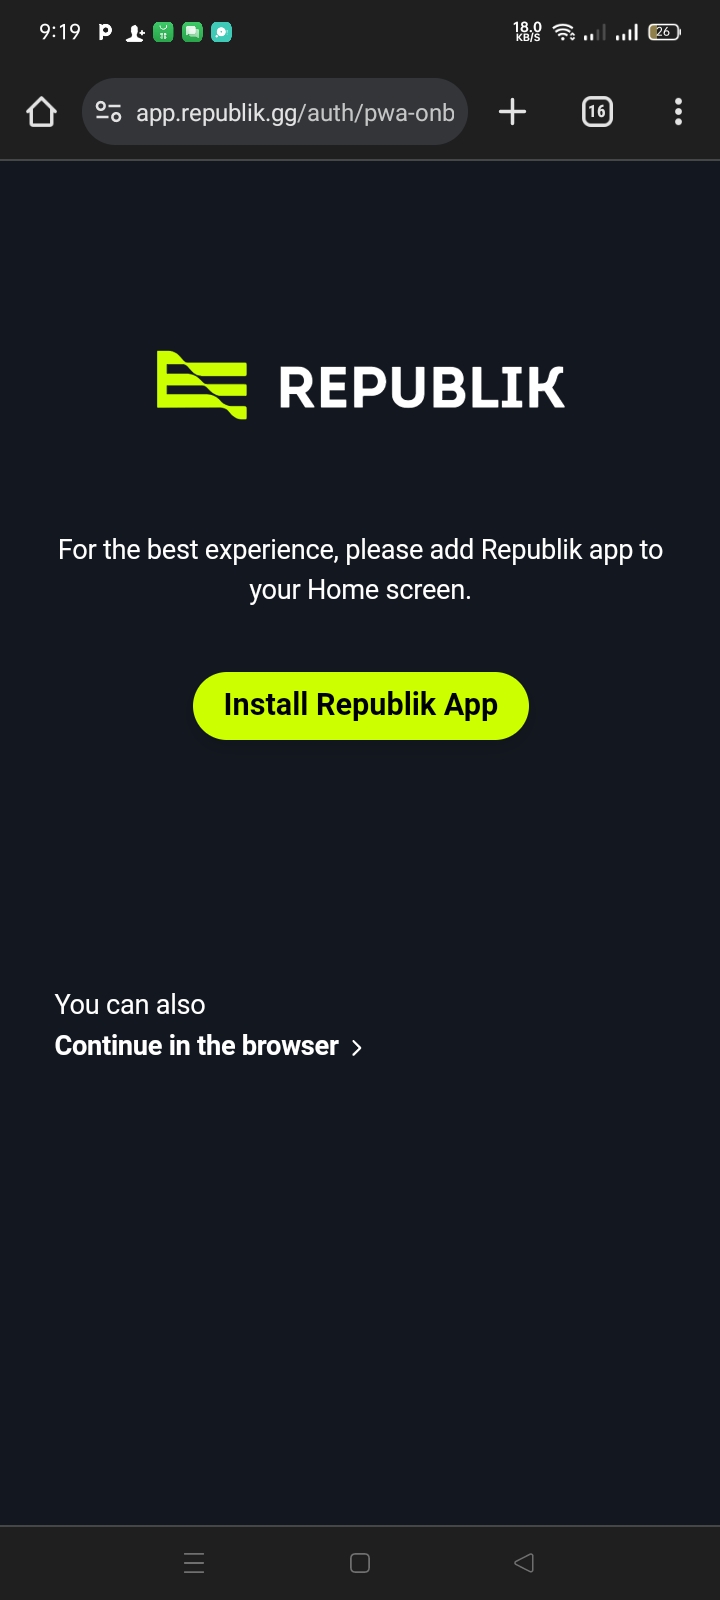 9:19
18.0
KB/S
26
app.republik.gg/auth/pwa-onb
16
REPUBLIK
For the best experience, please add Republik app to
your Home screen.
Install Republik App
You can also
Continue in the browser